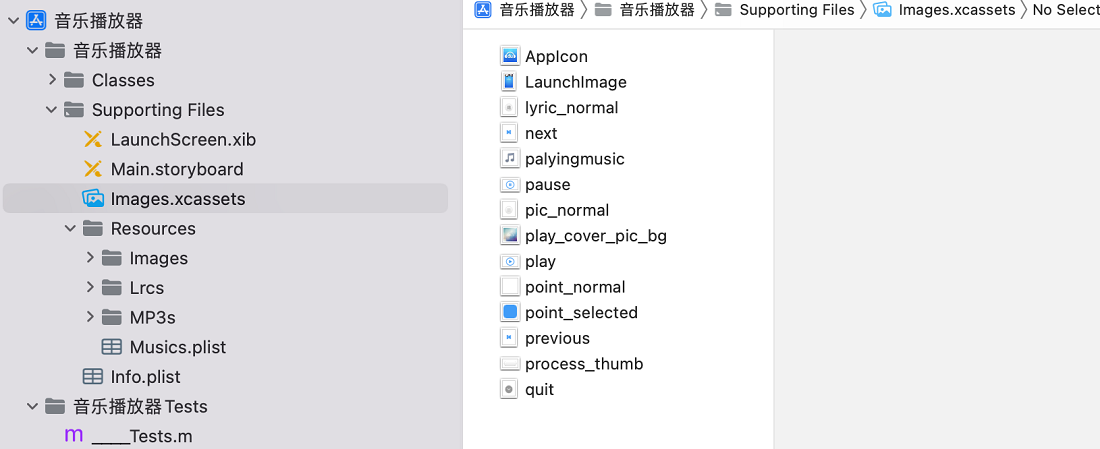 音乐播放器
音乐播放器
Classes
Supporting Files
LaunchScreen.xib
Main.storyboard
Images.xcassets
Resources
Images
Lrcs
MP3s
Musics.plist
Info.plist
音乐播放器Tests
m ____Tests.m
音乐播放器 〉 音乐播放器 〉 Supporting Files 〉 Images.xcassets 〉 No Select
AppIcon
LaunchImage
lyric_normal
next
palyingmusic
pause
pic_normal
play_cover_pic_bg
play
point_normal
point_selected
previous
process_thumb
quit